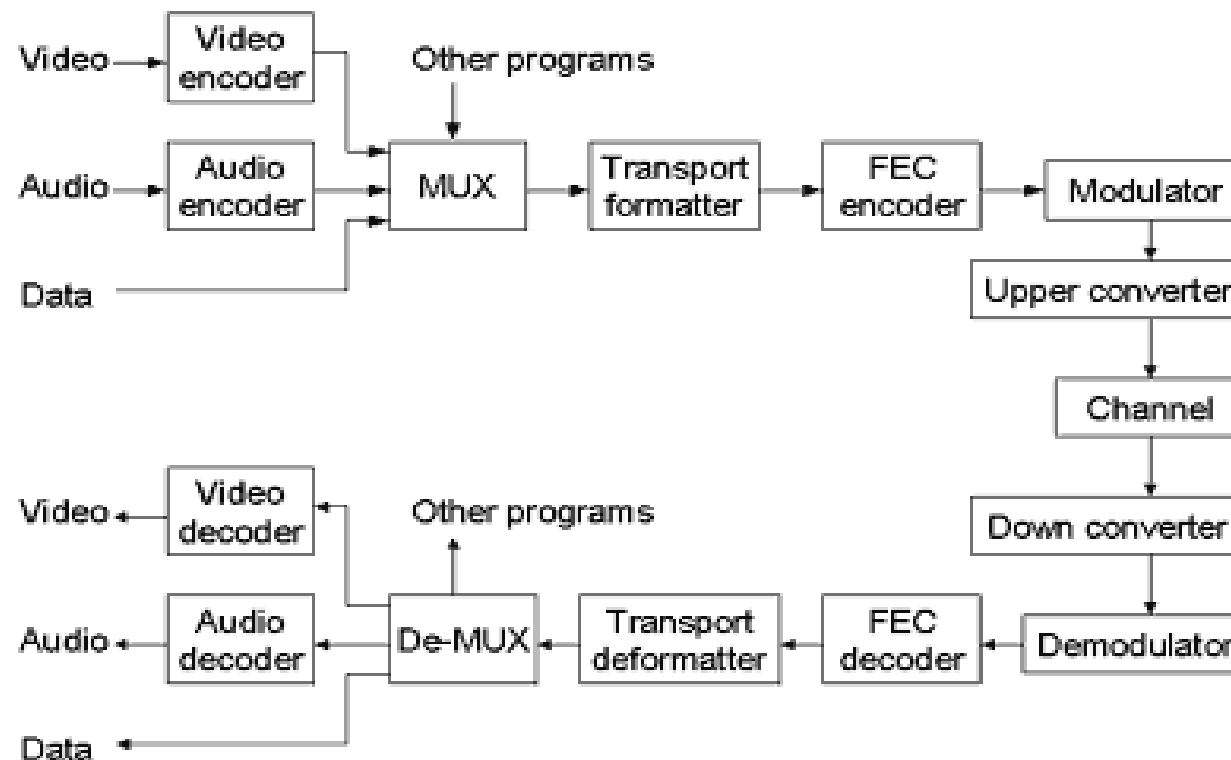 Video
Video
encoder
Other programs
Audio
Audio
encoder
MUX
Transport
formatter
FEC
encoder
Modulator
Data
Upper converter
Channel
Video
Video
decoder
Other programs
Down converter
Audio
Audio
decoder
De-MUX
Transport
deformatter
FEC
decoder
Demodulator
Data